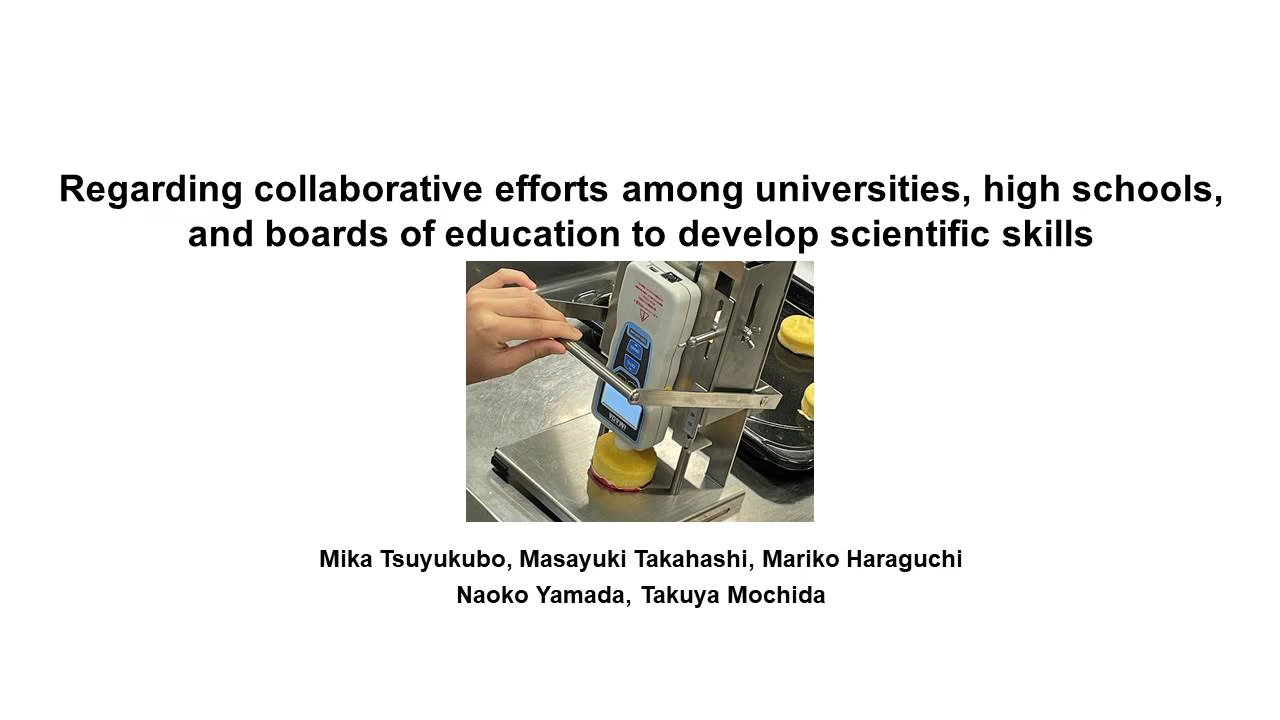 Regarding collaborative efforts among universities, high schools,
and boards of education to develop scientific skills
IMADA
Mika Tsuyukubo, Masayuki Takahashi, Mariko Haraguchi
Naoko Yamada, Takuya Mochida